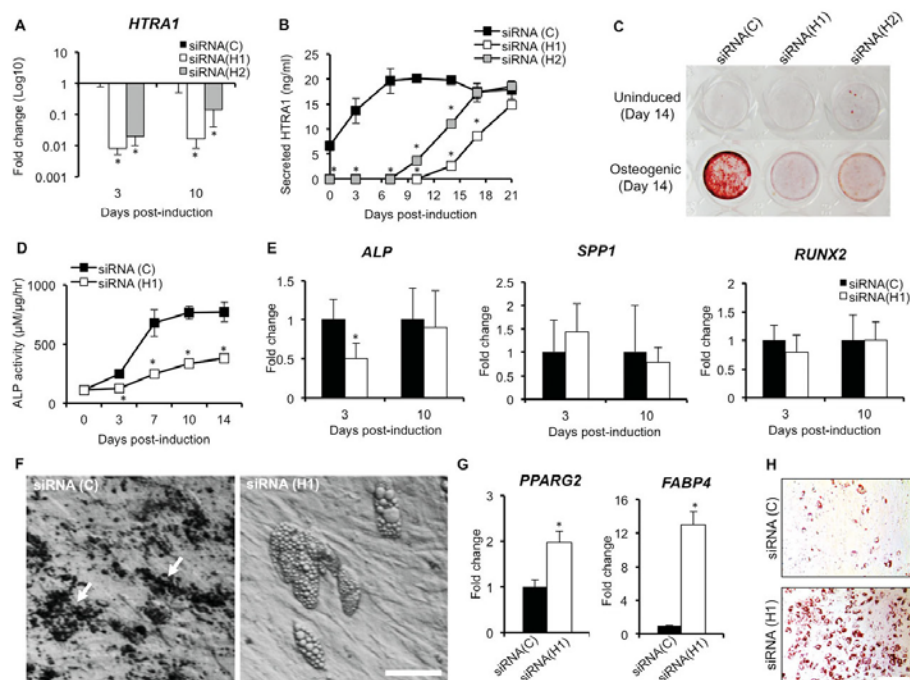 A
HTRA1
siRNA(C)
siRNA(H1)
siRNA(H2)
Fold change (Log10)
10
1
0.1
0.01
0.001
* * * *
3 10
Days post-induction
B
siRNA (C)
siRNA (H1)
siRNA (H2)
Secreted HTRA1 (ng/ml)
25
20
15
10
5
0
* * * * * * * *
0 3 6 9 12 15 18 21
Days post-induction
C
siRNA(C) siRNA(H1) siRNA(H2)
Uninduced
(Day 14)
Osteogenic
(Day 14)
D
siRNA (C)
siRNA (H1)
ALP activity (µM/µg/hr)
1000
500
0
* * * *
0 3 7 10 14
Days post-induction
E
ALP
Fold change
1.5
1
0.5
0
*
3 10
Days post-induction
SPP1
Fold change
2.5
2.0
1.5
1
0.5
0
3 10
Days post-induction
RUNX2
siRNA(C)
siRNA(H1)
Fold change
2
1.5
1
0.5
0
3 10
Days post-induction
F
siRNA (C)
siRNA (H1)
G
PPARG2
Fold change
3
2
1
0
*
siRNA(C)
siRNA(H1)
FABP4
Fold change
16
12
8
4
0
*
siRNA(C)
siRNA(H1)
H
siRNA (C)
siRNA (H1)